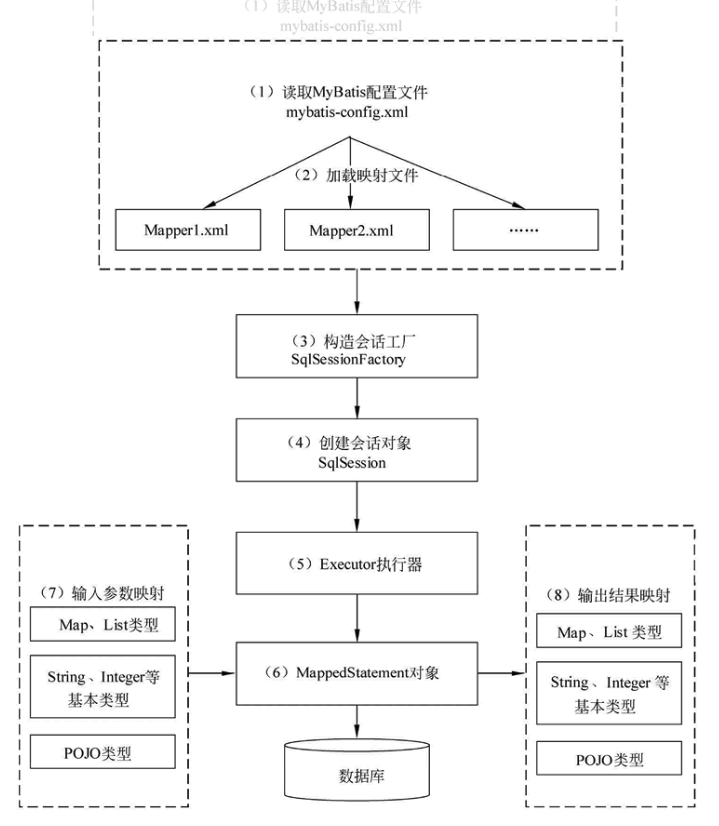 （1）读取MyBatis配置文件
mybatis-config.xml
（1）读取MyBatis配置文件
mybatis-config.xml
（2）加载映射文件
Mapper1.xml
Mapper2.xml
……
（3）构造会话工厂
SqlSessionFactory
（4）创建会话对象
SqlSession
（5）Executor执行器
（7）输入参数映射
Map、List类型
String、Integer等
基本类型
POJO类型
（6）MappedStatement对象
（8）输出结果映射
Map、List 类型
String、Integer 等
基本类型
POJO类型
数据库